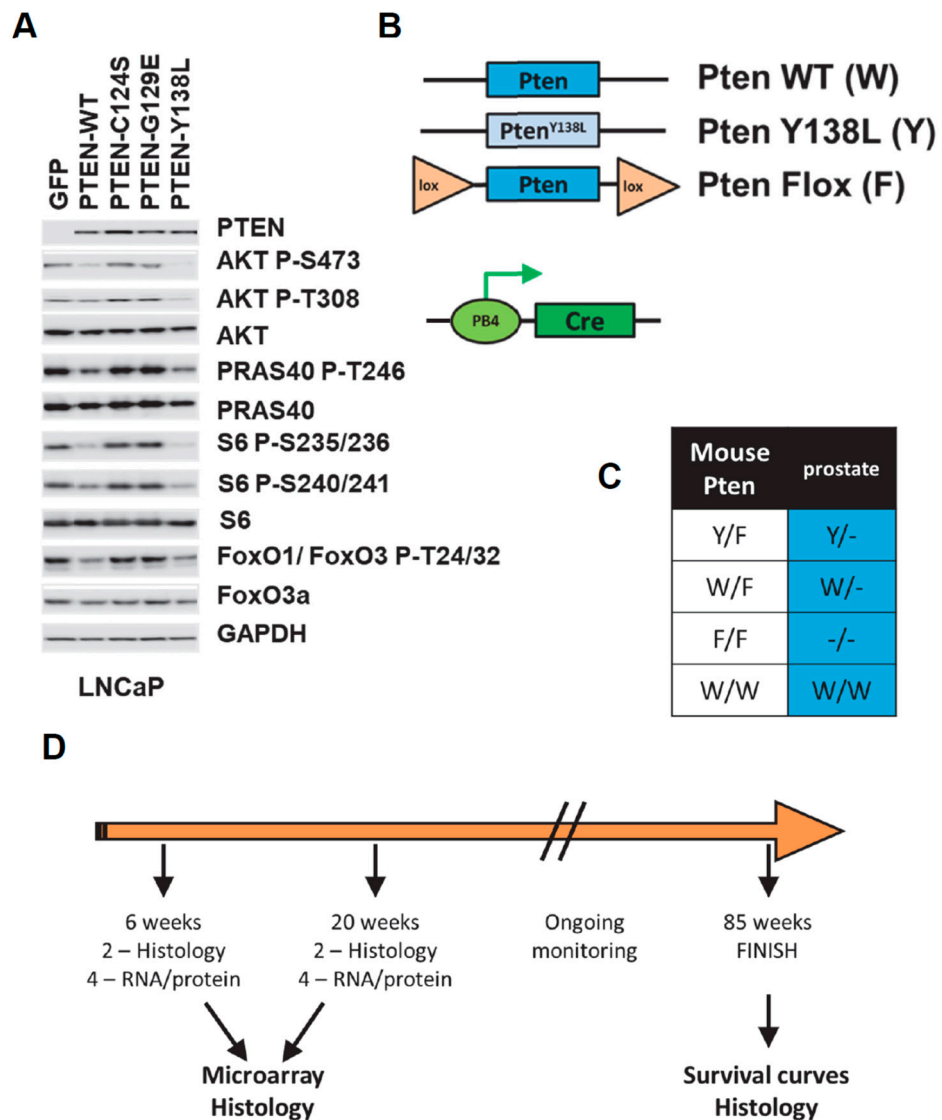 A
GFP
PTEN-WT
PTEN-C124S
PTEN-G129E
PTEN-Y138L
PTEN
AKT P-S473
AKT P-T308
AKT
PRAS40 P-T246
PRAS40
S6 P-S235/236
S6 P-S240/241
S6
FoxO1/ FoxO3 P-T24/32
FoxO3a
GAPDH
LNCaP
B
Pten Pten WT (W)
PtenY138L Pten Y138L (Y)
lox Pten lox Pten Flox (F)
PB4 Cre
C
Mouse Pten prostate
Y/F Y/-
W/F W/-
F/F -/-
W/W W/W
D
6 weeks
2 – Histology
4 – RNA/protein
20 weeks
2 – Histology
4 – RNA/protein
Ongoing
monitoring
85 weeks
FINISH
Microarray
Histology
Survival curves
Histology